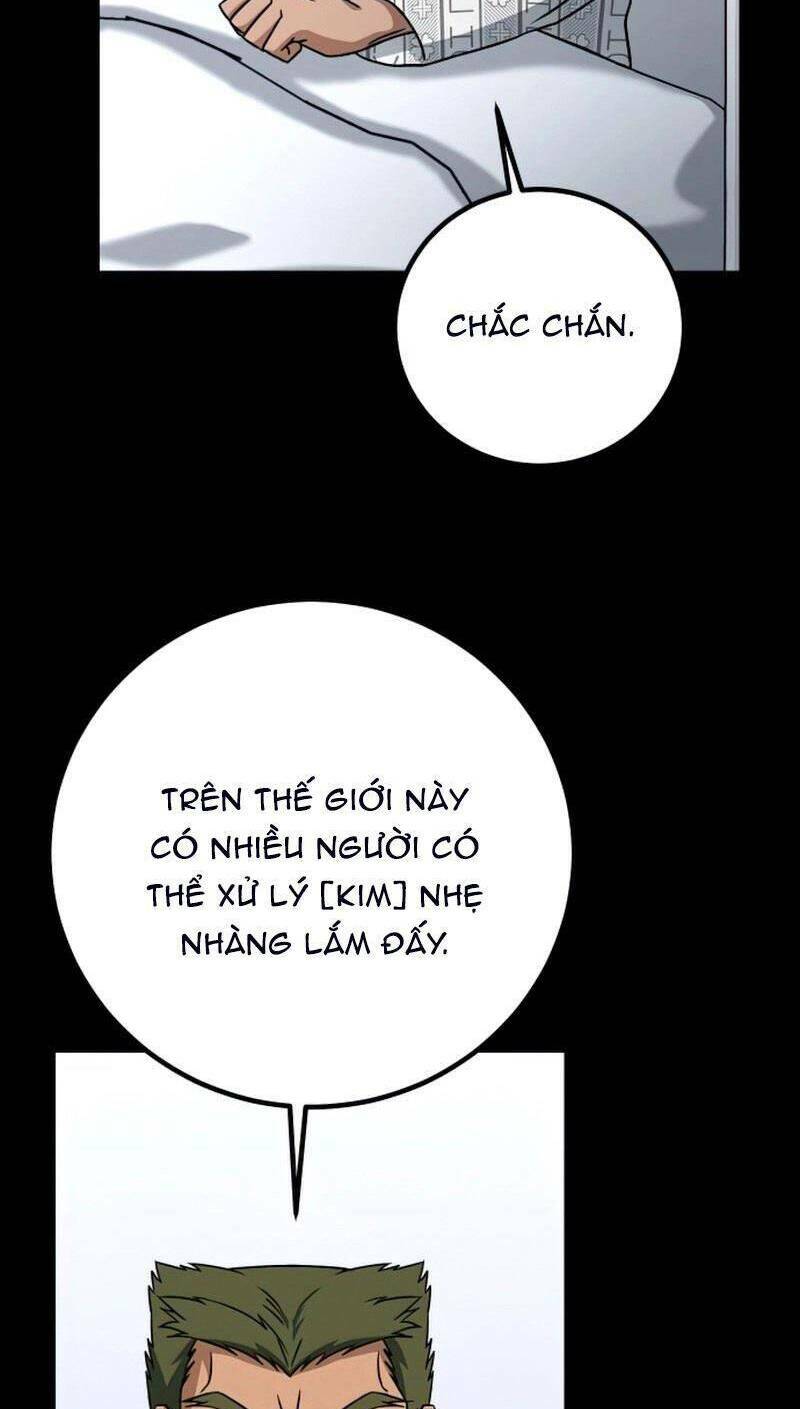 CHẮC CHẮN.
TRÊN THẾ GIỚI NÀY
CÓ NHIỀU NGƯỜI CÓ
THỂ XỬ LÝ [KIM] NHẸ
NHÀNG LẮM ĐẤY.